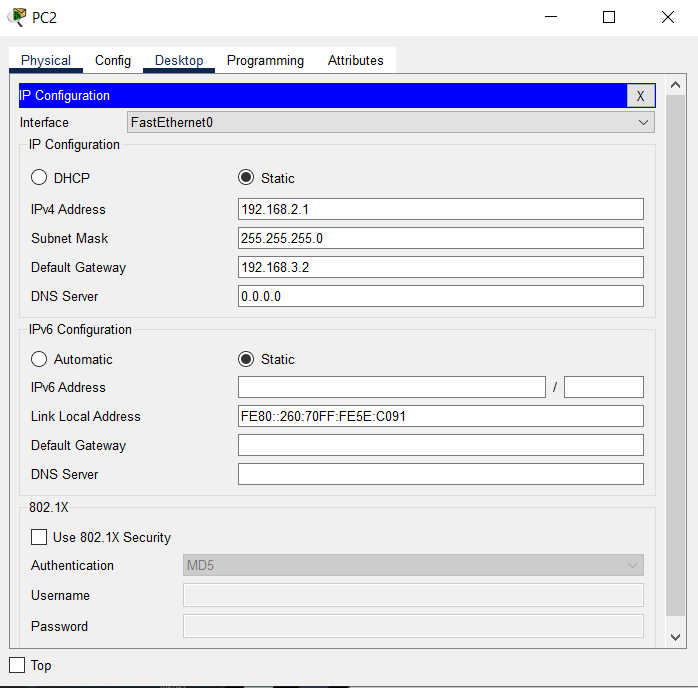 PC2
Physical Config Desktop Programming Attributes
IP Configuration X
Interface FastEthernet0
IP Configuration
DHCP Static
IPv4 Address 192.168.2.1
Subnet Mask 255.255.255.0
Default Gateway 192.168.3.2
DNS Server 0.0.0.0
IPv6 Configuration
Automatic Static
IPv6 Address /
Link Local Address FE80::260:70FF:FE5E:C091
Default Gateway
DNS Server
802.1X
Use 802.1X Security
Authentication MD5
Username
Password
Top